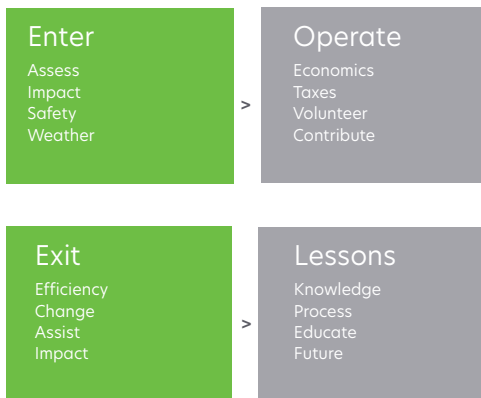 Enter
Assess
Impact
Safety
Weather
>
Operate
Economics
Taxes
Volunteer
Contribute
Exit
Efficiency
Change
Assist
Impact
>
Lessons
Knowledge
Process
Educate
Future